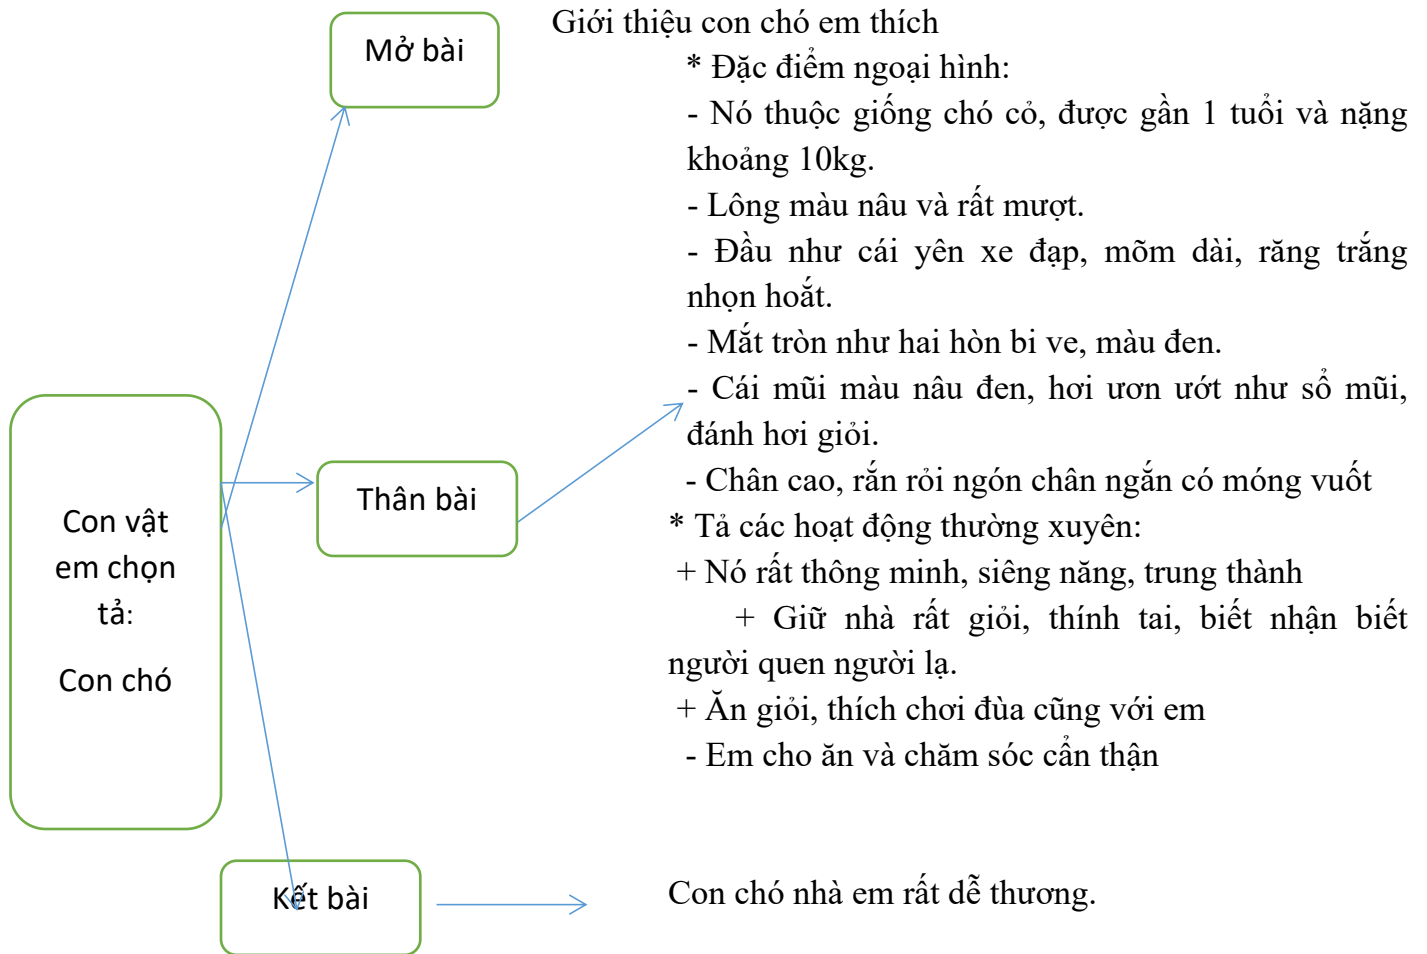 Mở bài
Giới thiệu con chó em thích
* Đặc điểm ngoại hình:
- Nó thuộc giống chó cỏ, được gần 1 tuổi và nặng
khoảng 10kg.
- Lông màu nâu và rất mượt.
- Đầu như cái yên xe đạp, mõm dài, răng trắng
nhọn hoắt.
- Mắt tròn như hai hòn bi ve, màu đen.
- Cái mũi màu nâu đen, hơi ươn ướt như sổ mũi,
đánh hơi giỏi.
- Chân cao, rắn rỏi ngón chân ngắn có móng vuốt
Thân bài
* Tả các hoạt động thường xuyên:
+ Nó rất thông minh, siêng năng, trung thành
+ Giữ nhà rất giỏi, thính tai, biết nhận biết
người quen người lạ.
+ Ăn giỏi, thích chơi đùa cũng với em
- Em cho ăn và chăm sóc cẩn thận
Con vật
em chọn
tả:
Con chó
Kết bài
Con chó nhà em rất dễ thương.